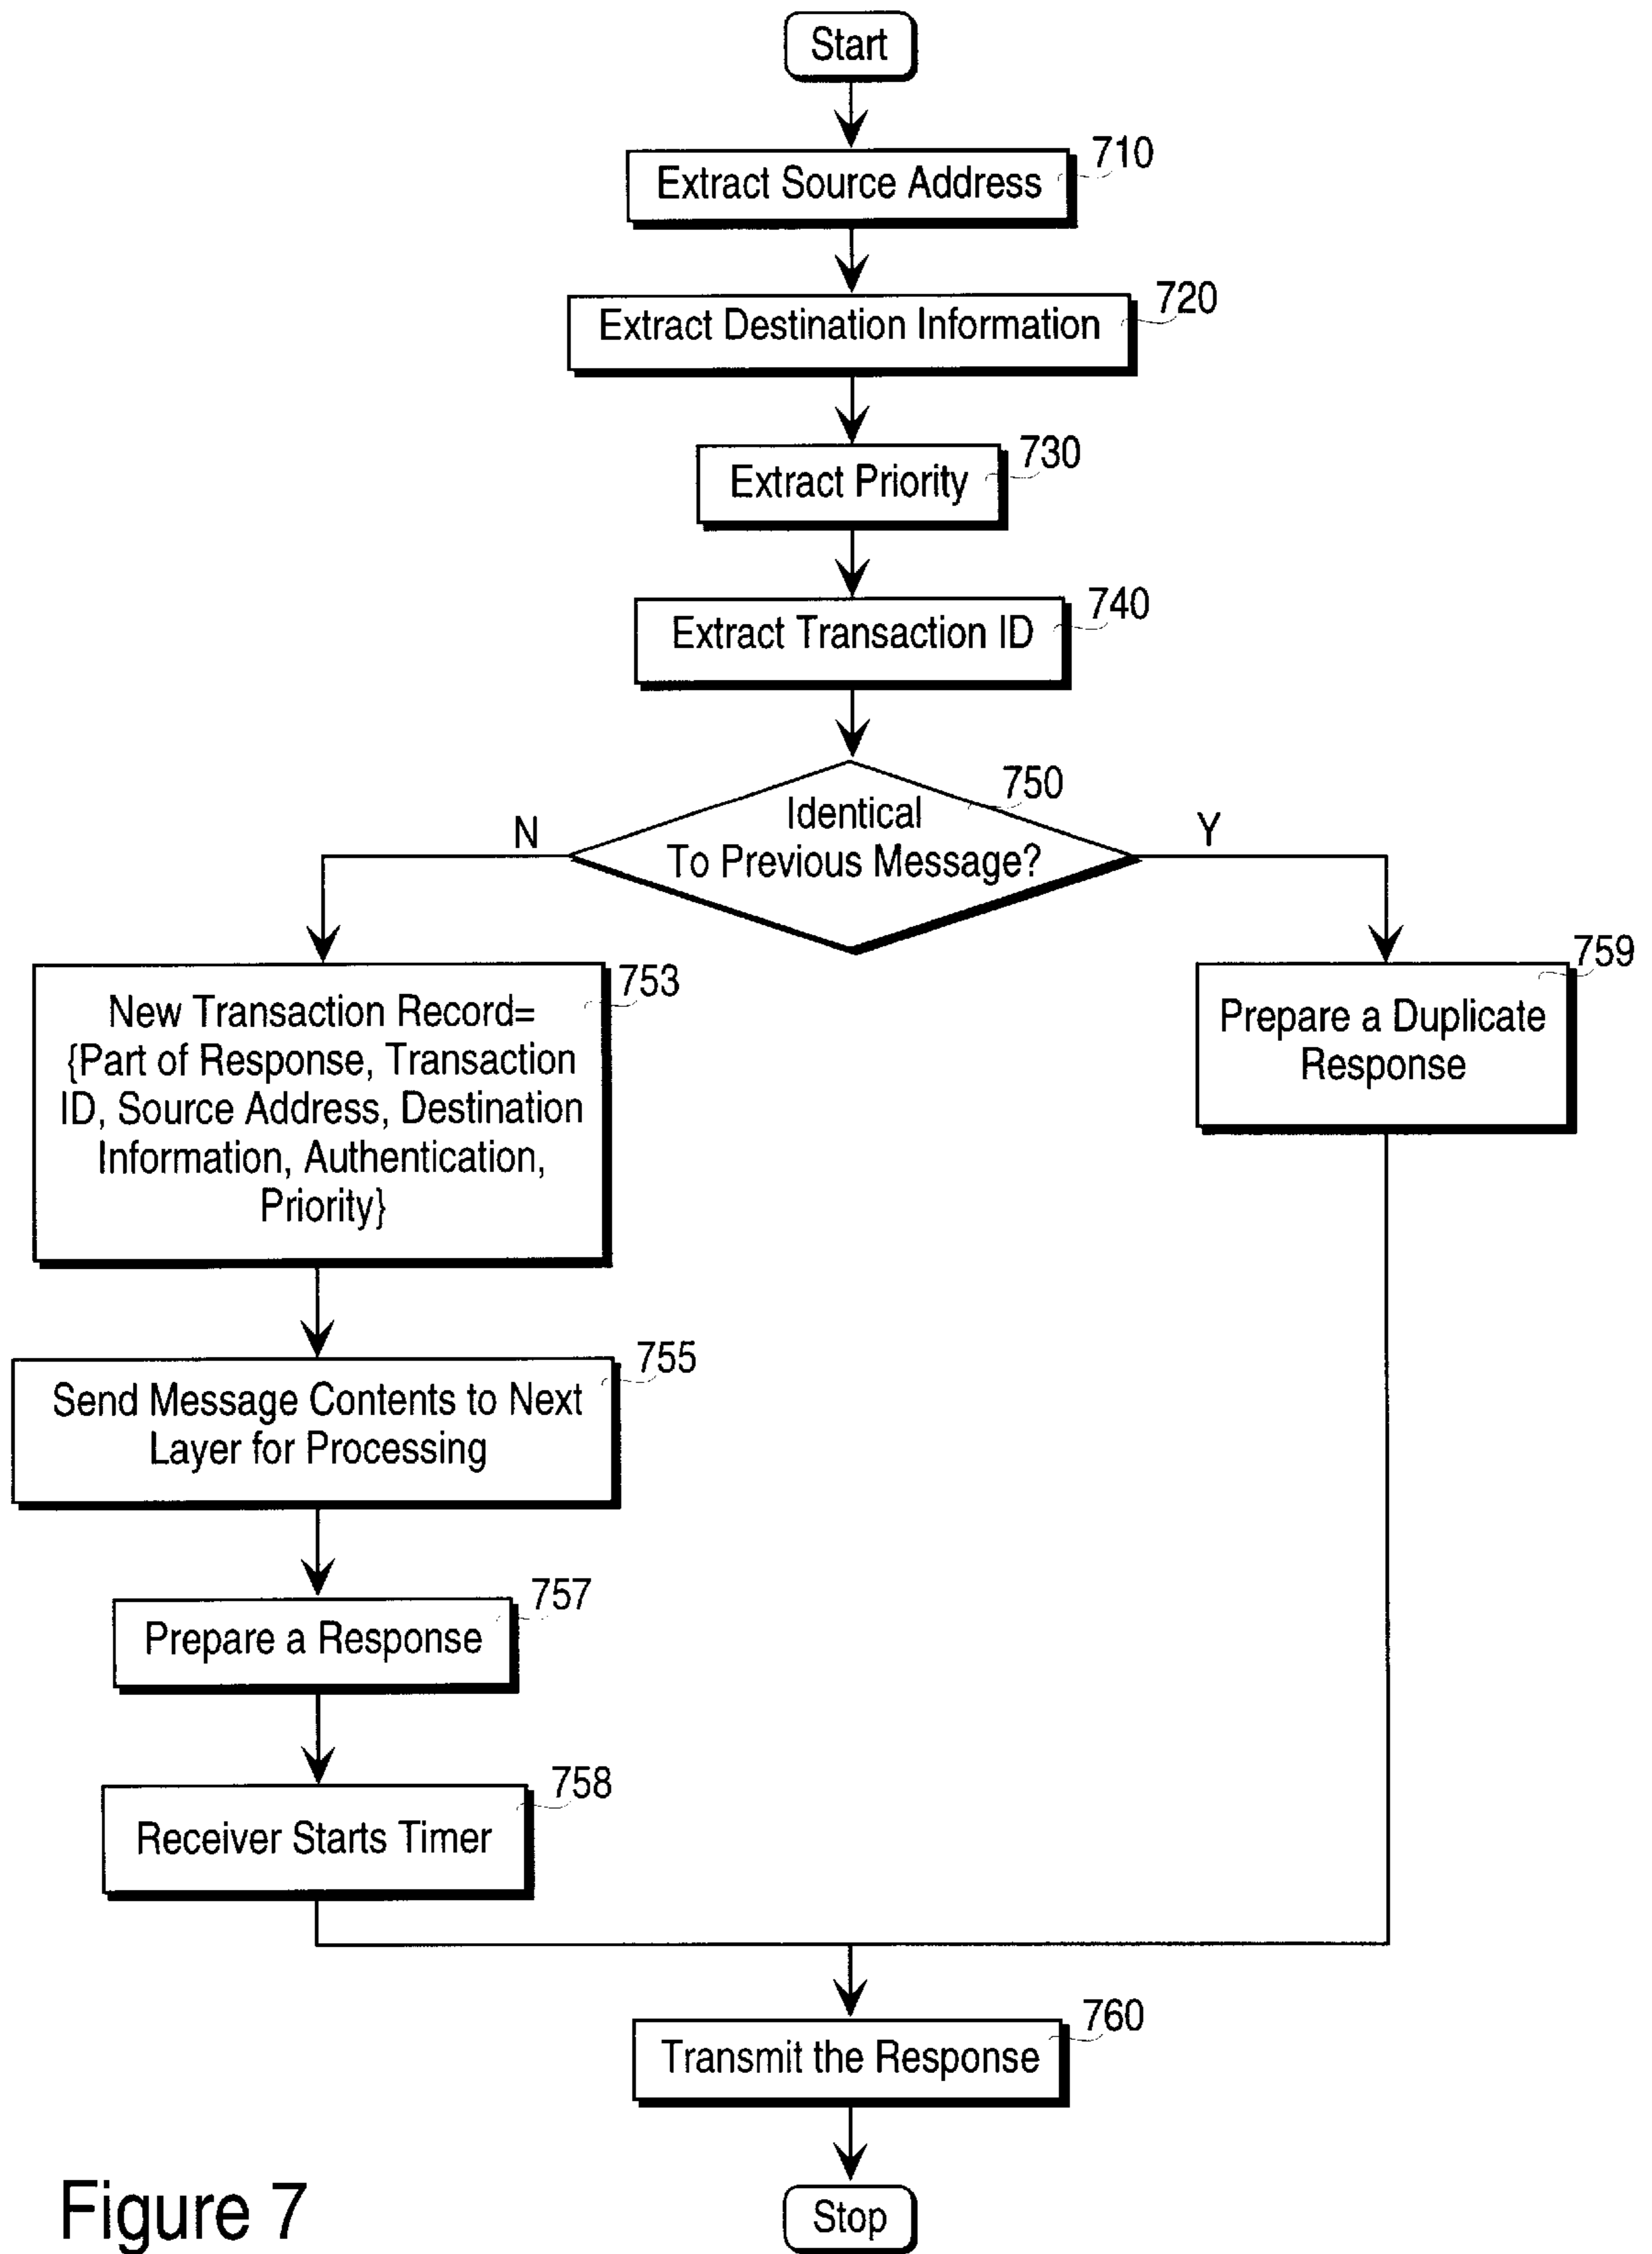 Start
710
Extract Source Address
720
Extract Destination Information
730
Extract Priority
740
Extract Transaction ID
750
Identical
To Previous Message?
N
Y
753
New Transaction Record=
{Part of Response, Transaction
ID, Source Address, Destination
Information, Authentication,
Priority}
759
Prepare a Duplicate
Response
755
Send Message Contents to Next
Layer for Processing
757
Prepare a Response
758
Receiver Starts Timer
760
Transmit the Response
Stop
Figure 7